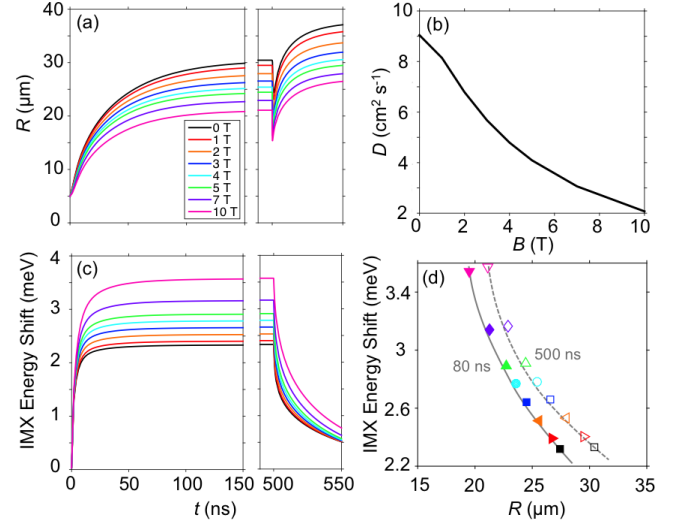 (a)
40
30
20
10
0
R (μm)
0 T
1 T
2 T
3 T
4 T
5 T
7 T
10 T
(b)
10
8
6
4
2
D (cm² s⁻¹)
0 2 4 6 8 10
B (T)
(c)
4
3
2
1
0
IMX Energy Shift (meV)
0 50 100 150 500 550
t (ns)
(d)
3.4
3
2.6
2.2
IMX Energy Shift (meV)
80 ns
500 ns
15 20 25 30 35
R (μm)